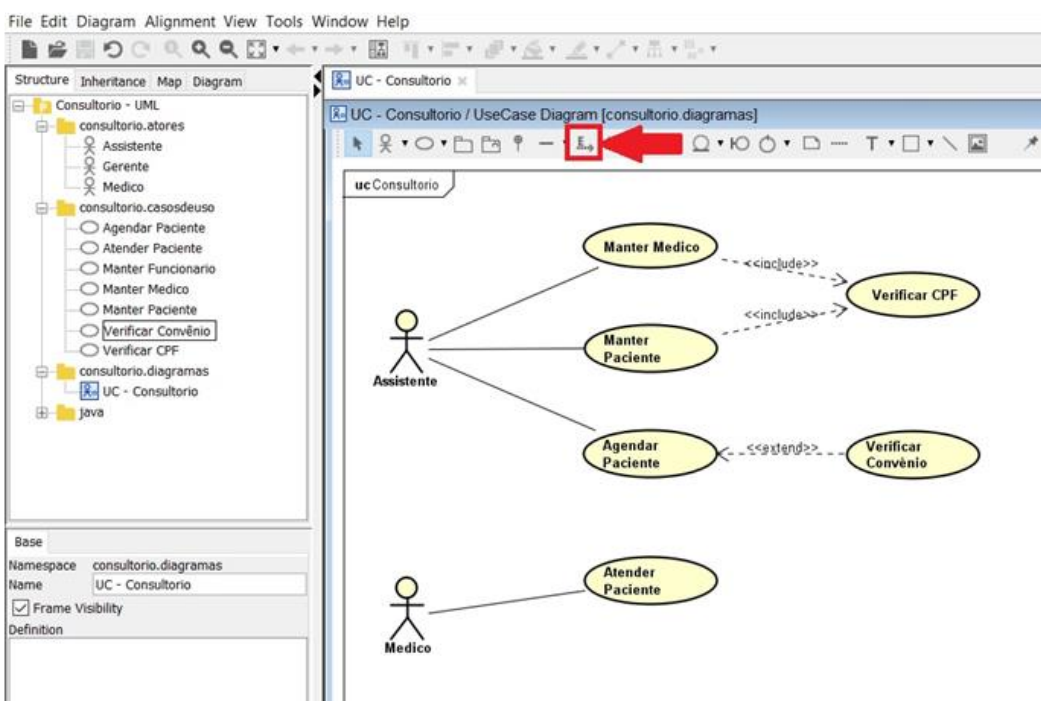 File Edit Diagram Alignment View Tools Window Help
Structure Inheritance Map Diagram
Consultorio - UML
consultorio.atores
Assistente
Gerente
Medico
consultorio.casosdeuso
Agendar Paciente
Atender Paciente
Manter Funcionario
Manter Medico
Manter Paciente
Verificar Convênio
Verificar CPF
consultorio.diagramas
UC - Consultorio
java
Base
Namespace consultorio.diagramas
Name UC - Consultorio
Frame Visibility
Definition
UC - Consultorio
UC - Consultorio / UseCase Diagram [consultorio.diagramas]
E T
uc Consultorio
Manter Medico
<<include>>
Verificar CPF
<<include>>
Manter
Paciente
Assistente
Agendar
Paciente
<<extend>>
Verificar
Convênio
Atender
Paciente
Medico